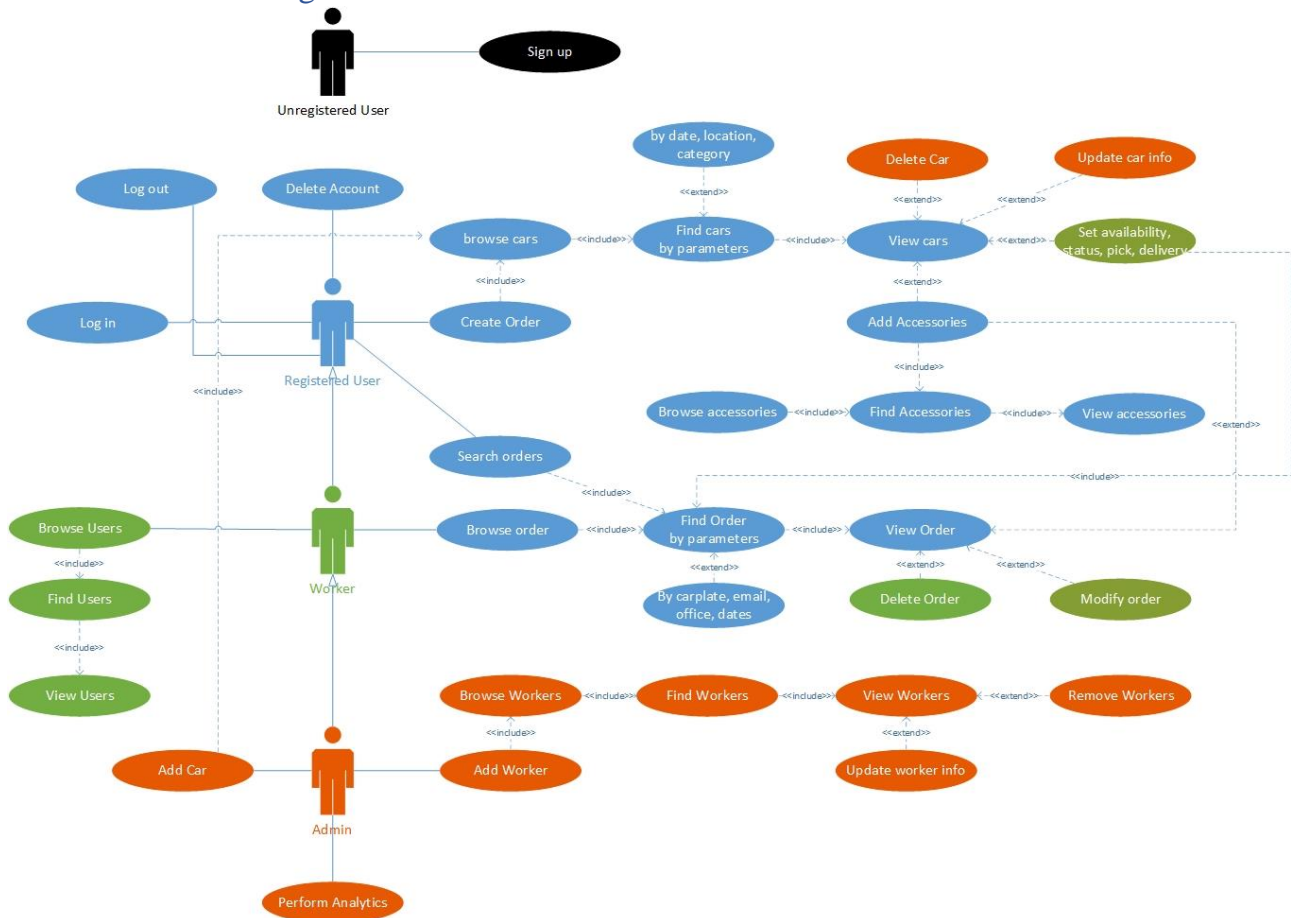 Sign up
Unregistered User
by date, location,
category
Delete Car
Update car info
Log out
Delete Account
<<extend>>
<<extend>>
<<extend>>
browse cars
<<include>>
Find cars
by parameters
<<include>>
View cars
<<extend>>
Set availability,
status, pick, delivery
<<include>>
<<extend>>
Log in
Create Order
Add Accessories
Registered User
<<include>>
<<include>>
Browse accessories
<<include>>
Find Accessories
<<include>>
View accessories
<<extend>>
Search orders
<<include>>
<<include>>
Browse Users
Browse order
<<include>>
Find Order
by parameters
<<include>>
View Order
<<include>>
<<extend>>
<<extend>>
<<extend>>
Worker
Find Users
By carplate, email,
office, dates
Delete Order
Modify order
<<include>>
View Users
Browse Workers
<<include>>
Find Workers
<<include>>
View Workers
<<extend>>
Remove Workers
<<include>>
<<extend>>
Add Car
Add Worker
Update worker info
Admin
Perform Analytics